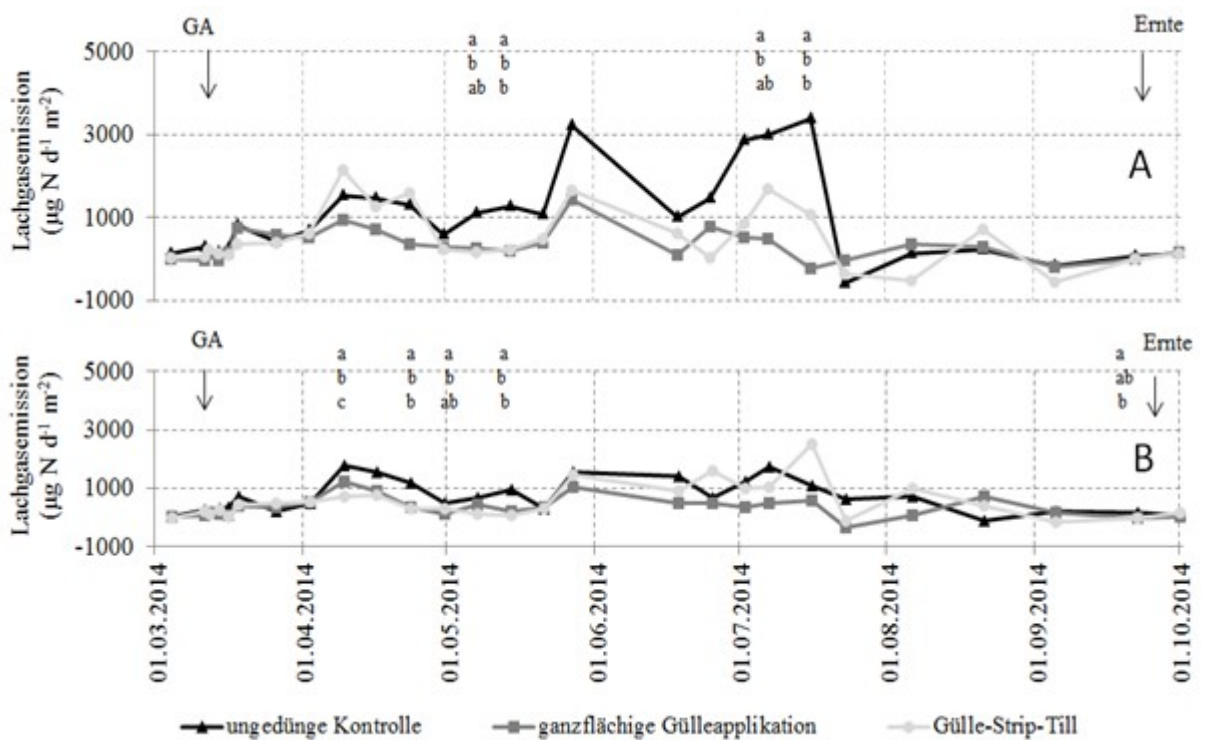 GA
Ernte
a a a a
b b b b
ab b ab b
5000
3000
1000
-1000
Lachgasemission
(µg N d⁻¹ m⁻²)
A
GA
Ernte
a a a a a
b b b b ab
c b ab b b
5000
3000
1000
-1000
Lachgasemission
(µg N d⁻¹ m⁻²)
B
01.03.2014
01.04.2014
01.05.2014
01.06.2014
01.07.2014
01.08.2014
01.09.2014
01.10.2014
ungedünge Kontrolle
ganzflächige Gülleapplikation
Gülle-Strip-Till